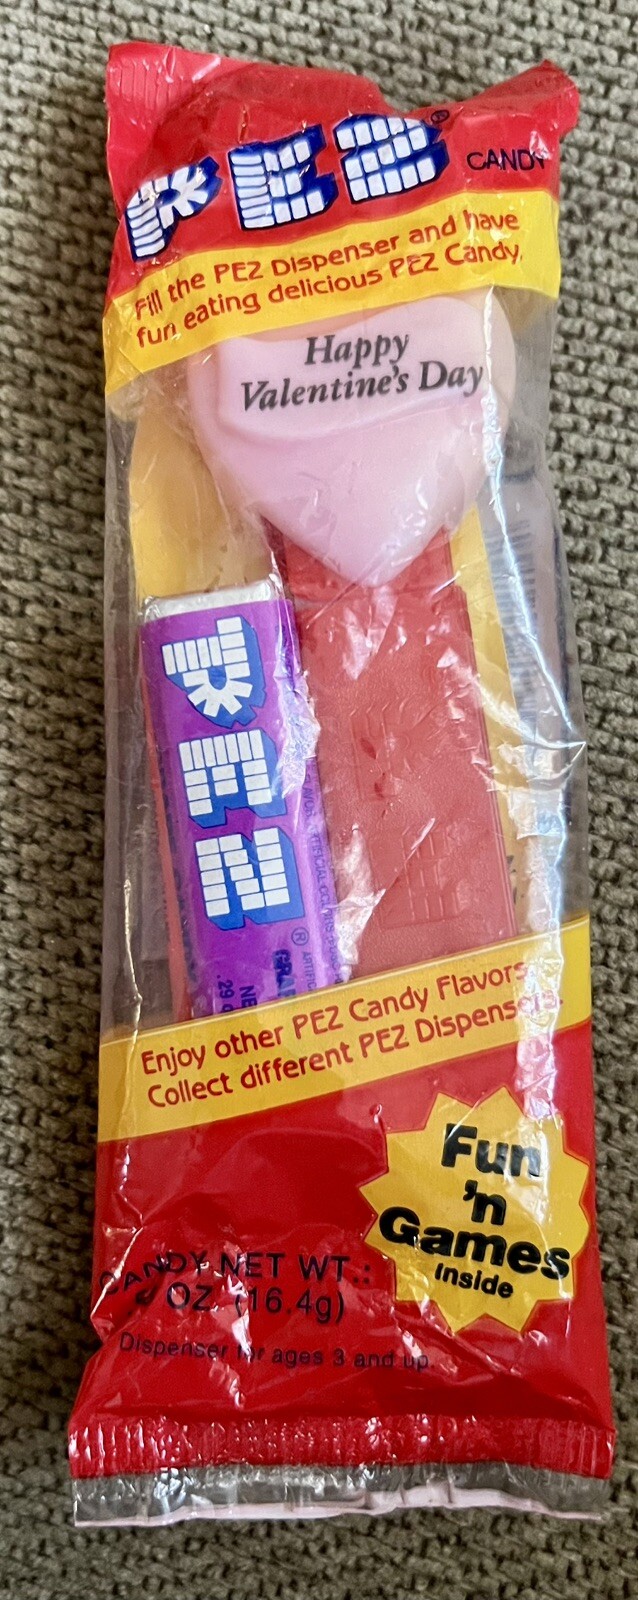 PEZ® CANDY
Fill the PEZ Dispenser and have
fun eating delicious PEZ Candy.
Happy
Valentine's Day
PEZ®
Enjoy other PEZ Candy Flavors.
Collect different PEZ Dispensers.
Fun
'n
Games
Inside
CANDY NET WT.:
OZ. (16.4g)
Dispenser for ages 3 and up